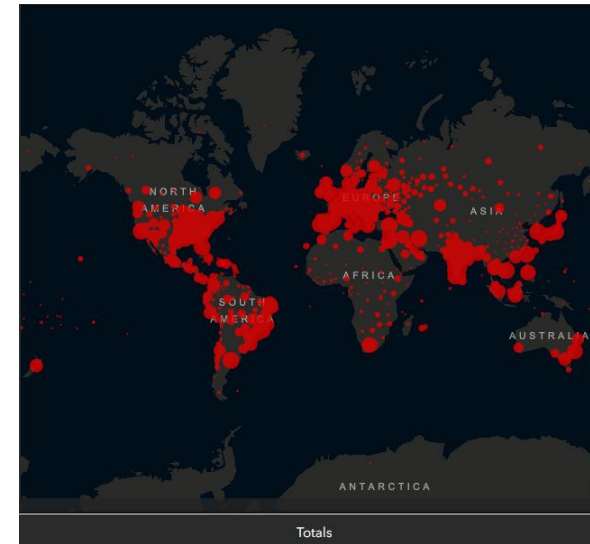 NORTH
AMERICA
EUROPE
ASIA
AFRICA
SOUTH
AMERICA
AUSTRALIA
ANTARCTICA
Totals